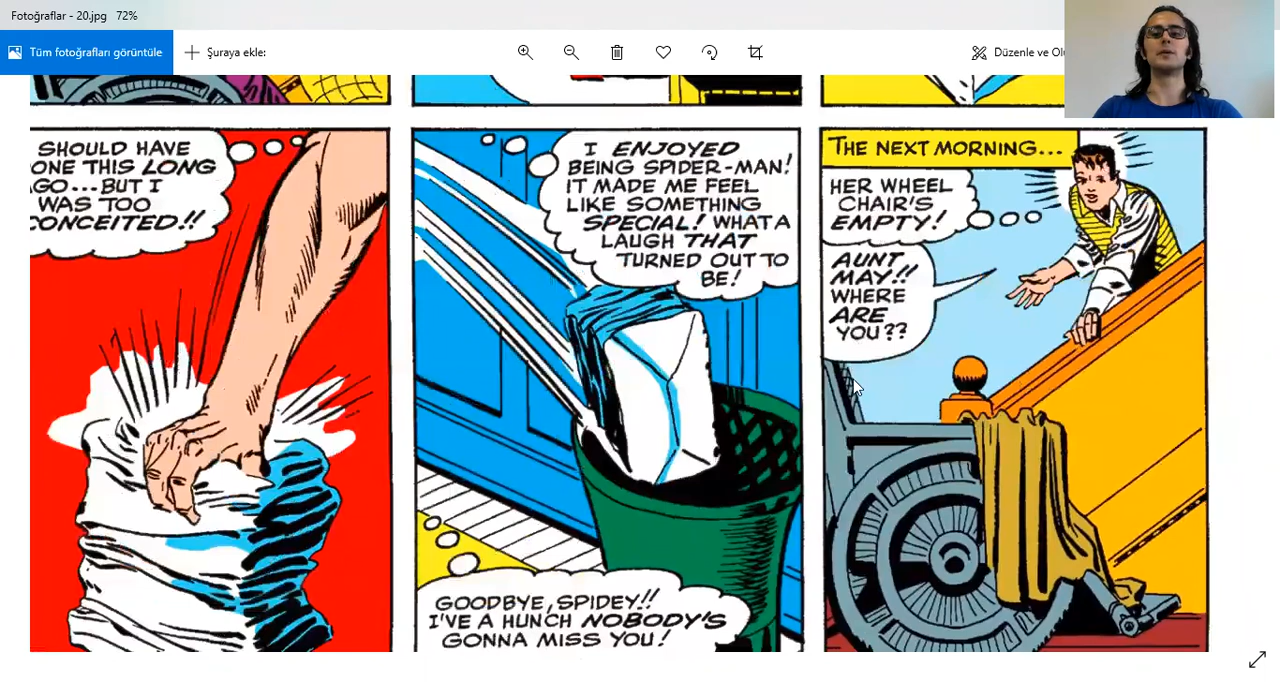 Fotoğraflar - 20.jpg 72%
Tüm fotoğrafları görüntüle
Şuraya ekle:
Düzenle ve Olu
SHOULD HAVE
ONE THIS LONG
GO...BUT I
WAS TOO
CONCEITED!!
I ENJOYED
BEING SPIDER-MAN!
IT MADE ME FEEL
LIKE SOMETHING
SPECIAL! WHAT A
LAUGH THAT
TURNED OUT TO
BE!
GOODBYE, SPIDEY!!
I'VE A HUNCH NOBODY'S
GONNA MISS YOU!
THE NEXT MORNING...
HER WHEEL
CHAIR'S
EMPTY!
AUNT
MAY!!
WHERE
ARE
YOU??